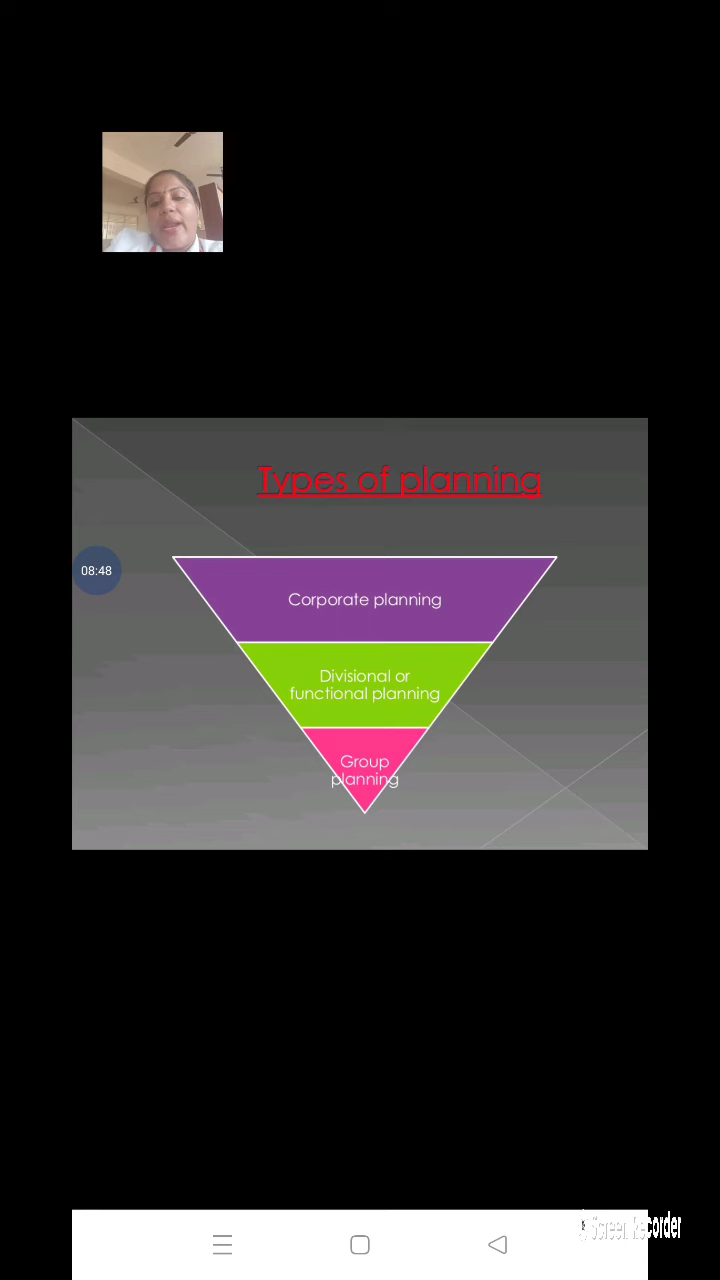 Types of planning
08:48
Corporate planning
Divisional or
functional planning
Group
planning
Screen Recorder